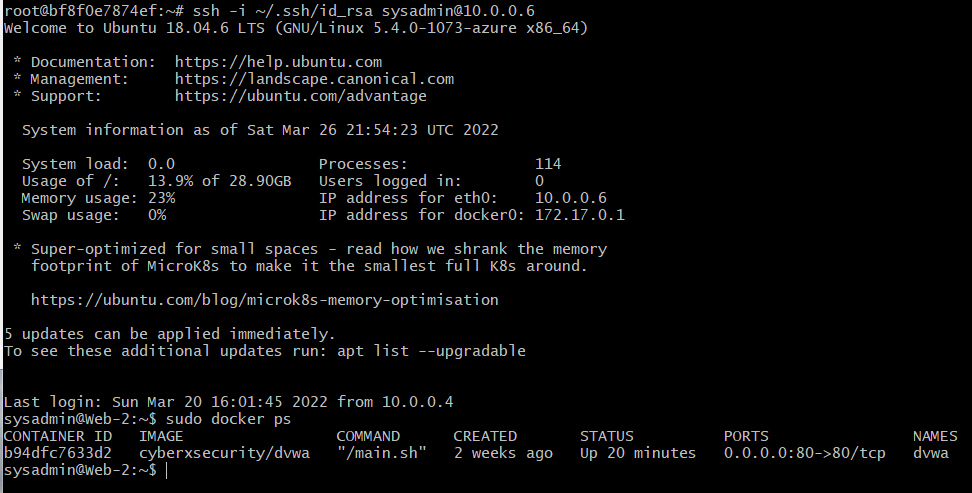 root@bf8f0e7874ef:~# ssh -i ~/.ssh/id_rsa sysadmin@10.0.0.6
Welcome to Ubuntu 18.04.6 LTS (GNU/Linux 5.4.0-1073-azure x86_64)
* Documentation:  https://help.ubuntu.com
* Management:     https://landscape.canonical.com
* Support:        https://ubuntu.com/advantage
System information as of Sat Mar 26 21:54:23 UTC 2022
System load:  0.0                Processes:              114
Usage of /:   13.9% of 28.90GB   Users logged in:        0
Memory usage: 23%                IP address for eth0:    10.0.0.6
Swap usage:   0%                 IP address for docker0: 172.17.0.1
* Super-optimized for small spaces - read how we shrank the memory
footprint of MicroK8s to make it the smallest full K8s around.
https://ubuntu.com/blog/microk8s-memory-optimisation
5 updates can be applied immediately.
To see these additional updates run: apt list --upgradable
Last login: Sun Mar 20 16:01:45 2022 from 10.0.0.4
sysadmin@Web-2:~$ sudo docker ps
CONTAINER ID   IMAGE                 COMMAND      CREATED       STATUS          PORTS                NAMES
b94dfc7633d2   cyberxsecurity/dvwa   "/main.sh"   2 weeks ago   Up 20 minutes   0.0.0.0:80->80/tcp   dvwa
sysadmin@Web-2:~$